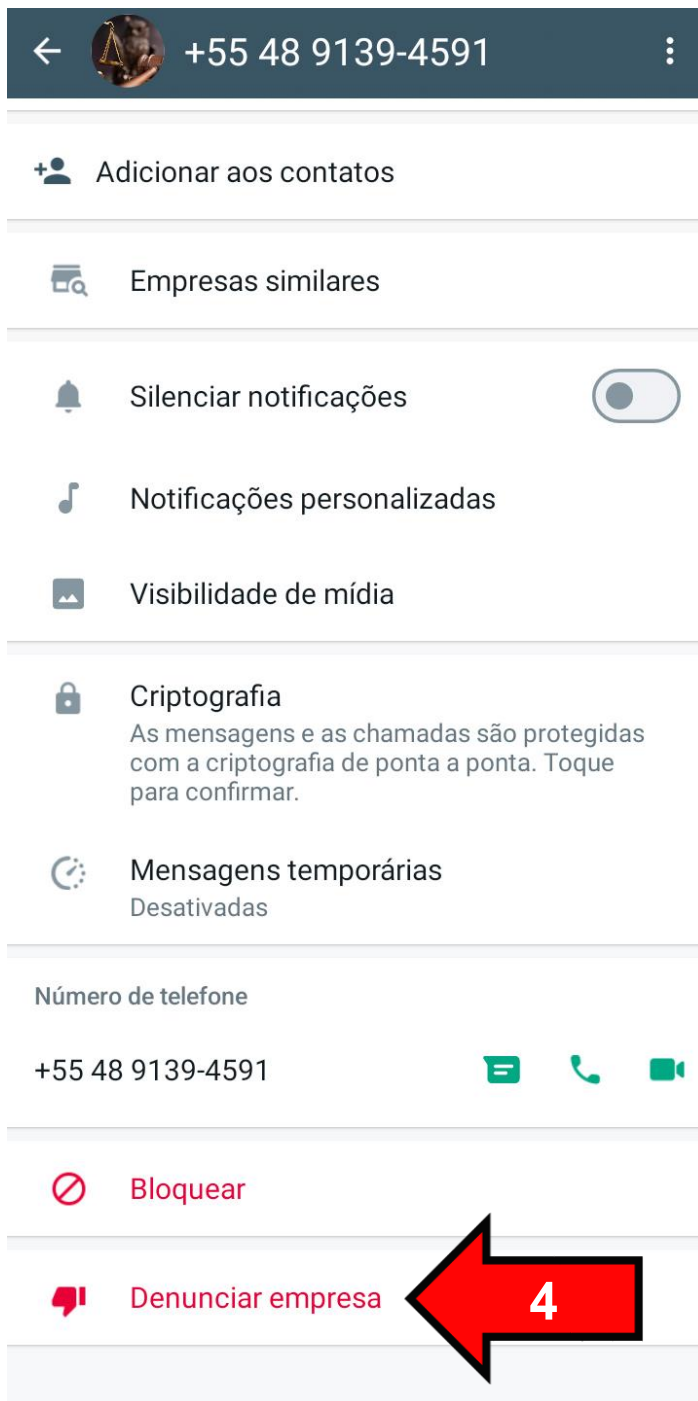 +55 48 9139-4591
Adicionar aos contatos
Empresas similares
Silenciar notificações
Notificações personalizadas
Visibilidade de mídia
Criptografia
As mensagens e as chamadas são protegidas
com a criptografia de ponta a ponta. Toque
para confirmar.
Mensagens temporárias
Desativadas
Número de telefone
+55 48 9139-4591
Bloquear
Denunciar empresa 4